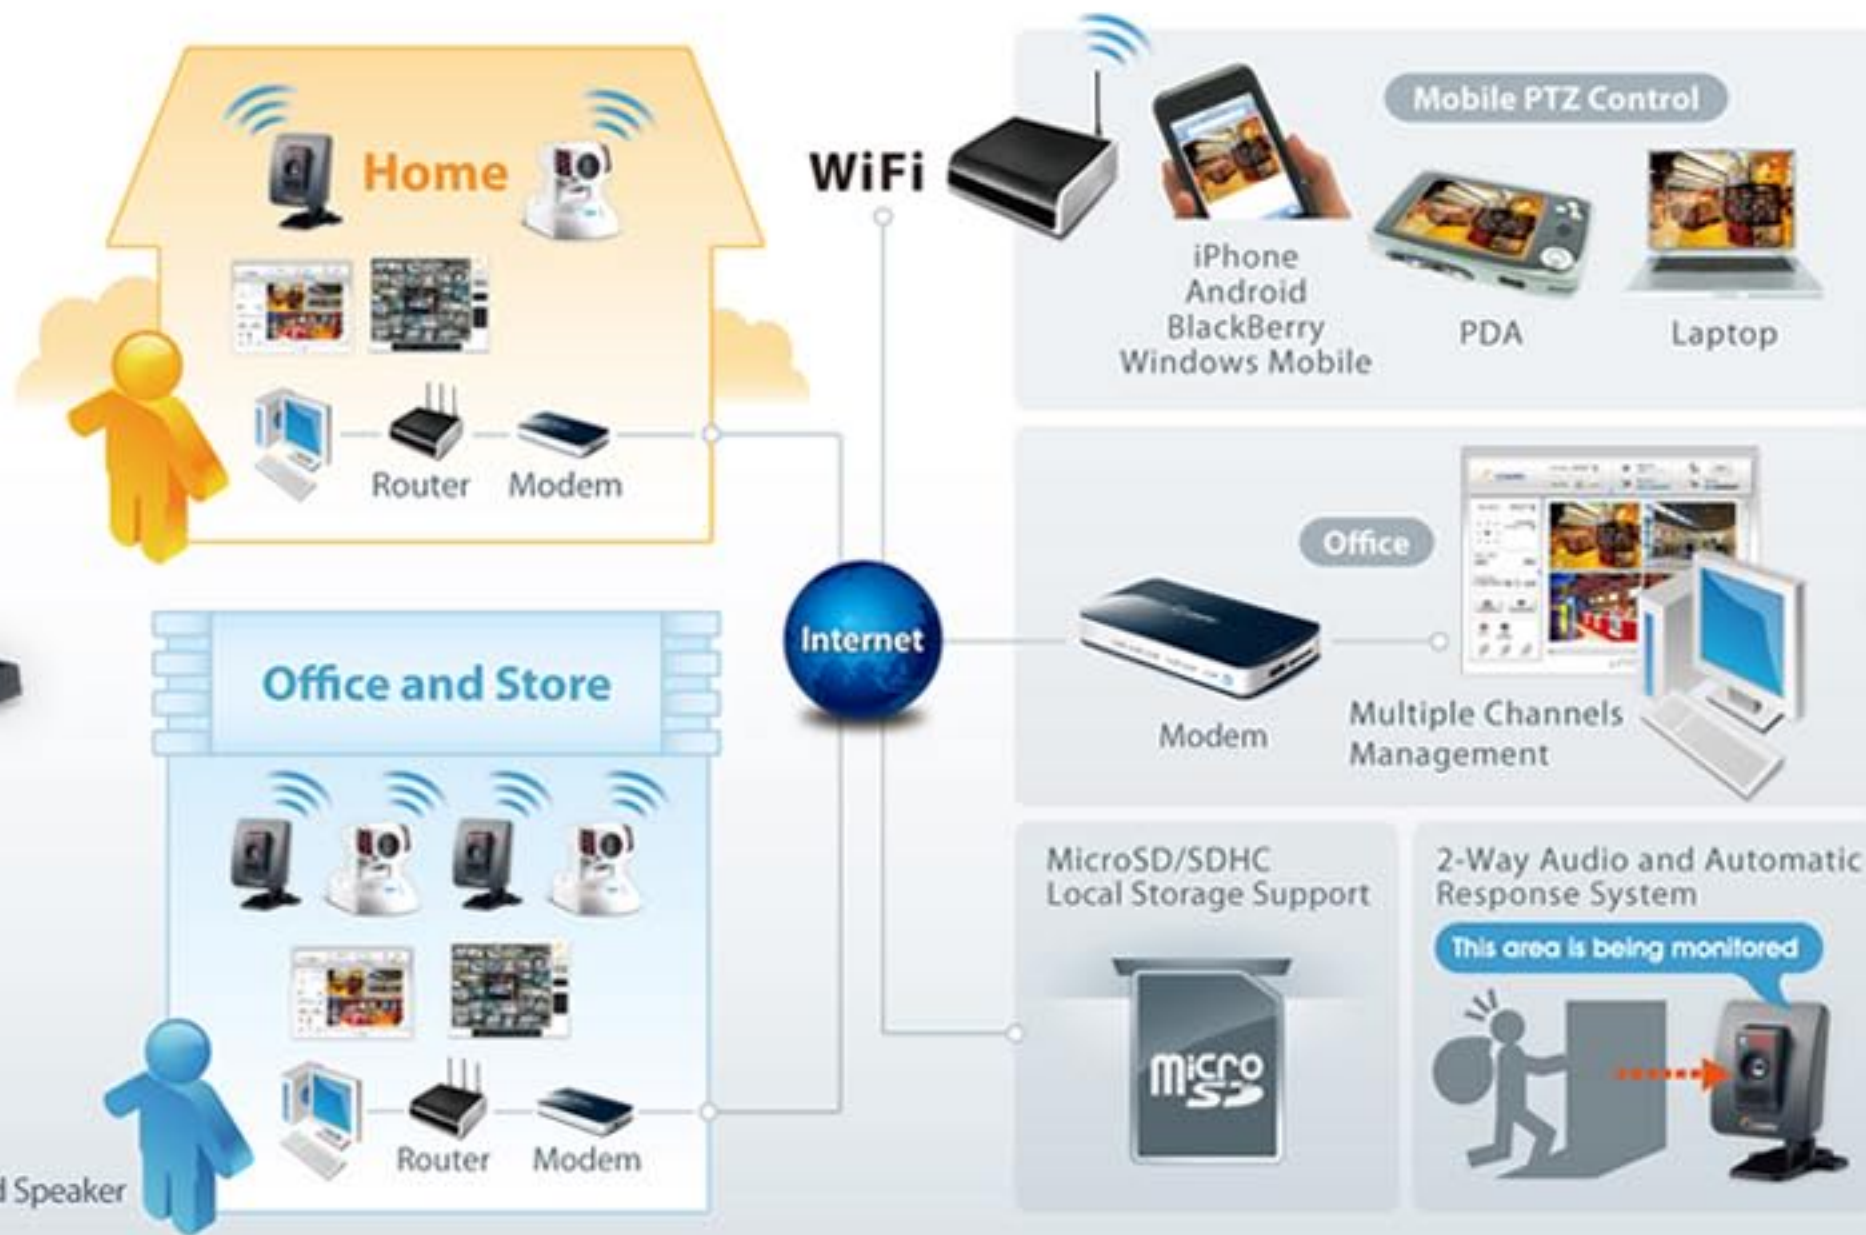 Home
Router
Modem
Office and Store
Router
Modem
d Speaker
Internet
WiFi
Mobile PTZ Control
iPhone
Android
BlackBerry
Windows Mobile
PDA
Laptop
Office
Modem
Multiple Channels
Management
MicroSD/SDHC
Local Storage Support
micro
SD
2-Way Audio and Automatic
Response System
This area is being monitored